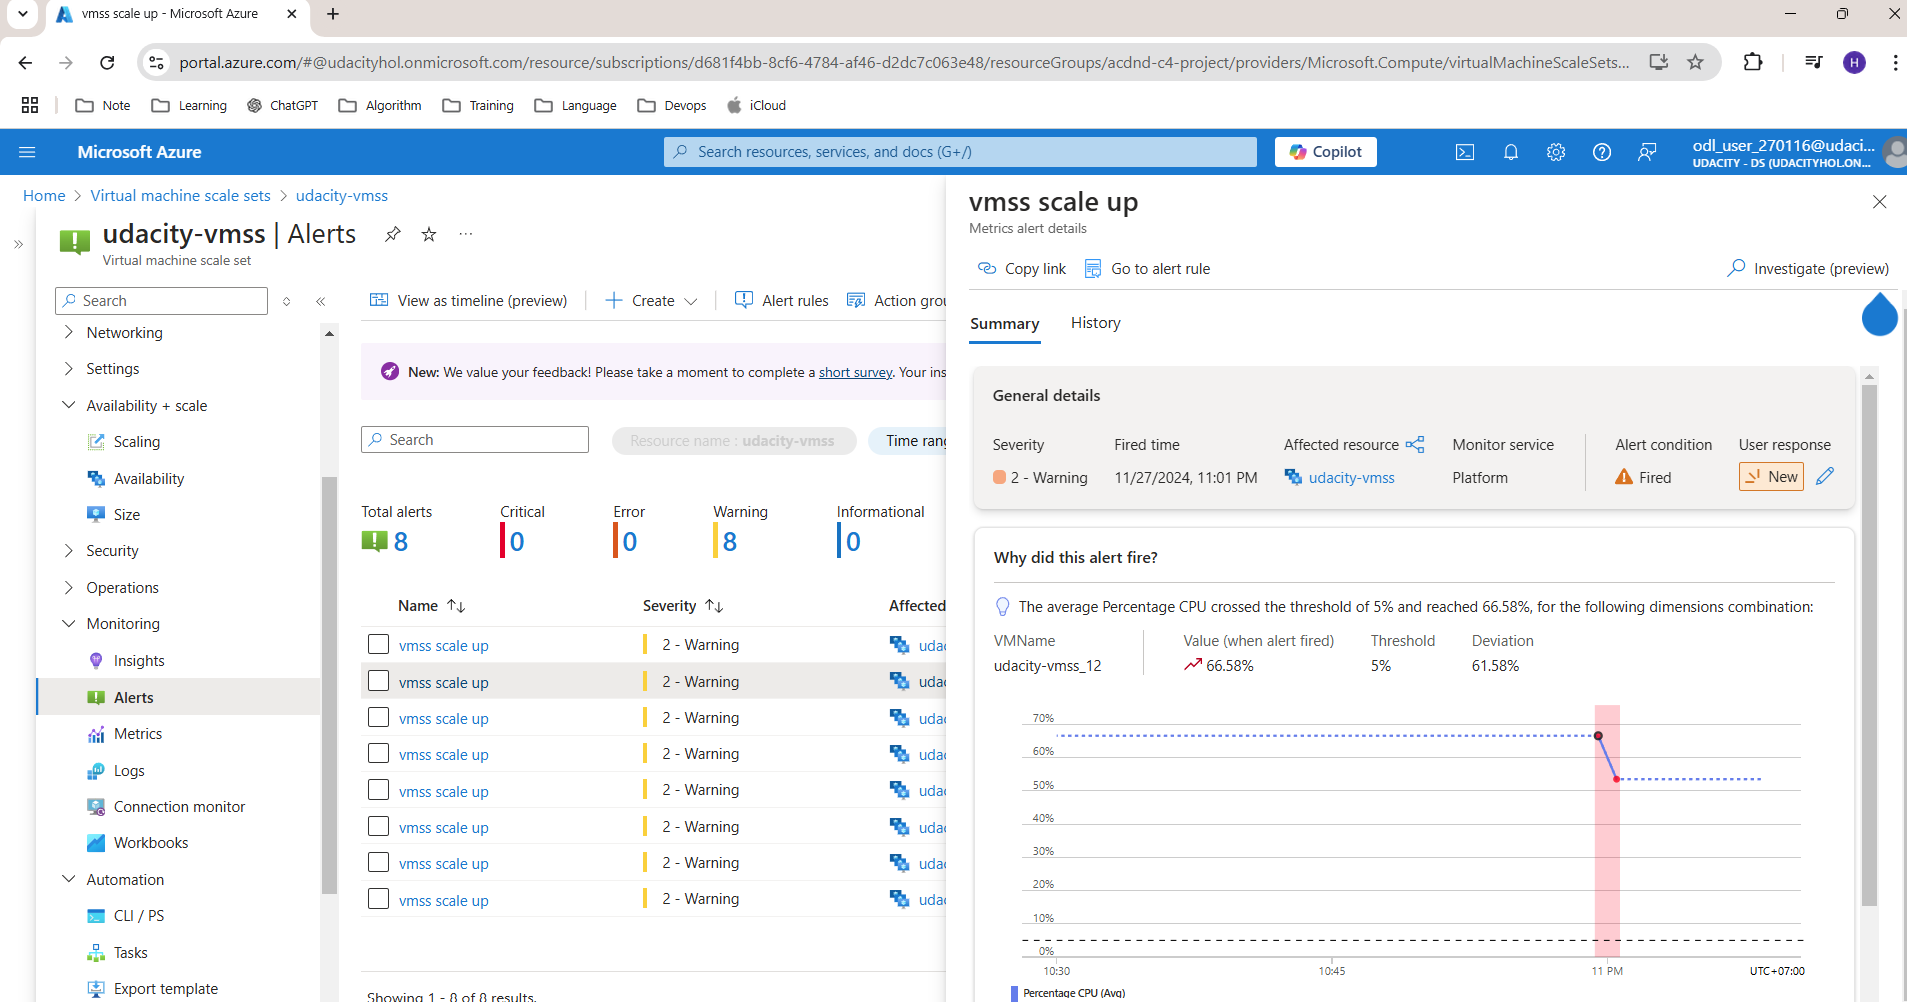 vmss scale up - Microsoft Azure
portal.azure.com/#@udacityhol.onmicrosoft.com/resource/subscriptions/d681f4bb-8cf6-4784-af46-d2dc7c063e48/resourceGroups/acdnd-c4-project/providers/Microsoft.Compute/virtualMachineScaleSets...
H
Note Learning ChatGPT Algorithm Training Language Devops iCloud
Microsoft Azure
Search resources, services, and docs (G+/)
Copilot
odl_user_270116@udaci...
UDACITY - DS (UDACITYHOL.ON...
Home > Virtual machine scale sets > udacity-vmss
udacity-vmss | Alerts
Virtual machine scale set
Search
Networking
Settings
Availability + scale
Scaling
Availability
Size
Security
Operations
Monitoring
Insights
Alerts
Metrics
Logs
Connection monitor
Workbooks
Automation
CLI / PS
Tasks
Export template
View as timeline (preview) Create Alert rules Action grou
New: We value your feedback! Please take a moment to complete a short survey. Your ins
Search
Resource name : udacity-vmss
Time rang
Total alerts Critical Error Warning Informational
8 0 0 8 0
Name Severity Affected
vmss scale up 2 - Warning udac
vmss scale up 2 - Warning udac
vmss scale up 2 - Warning udac
vmss scale up 2 - Warning udac
vmss scale up 2 - Warning udac
vmss scale up 2 - Warning udac
vmss scale up 2 - Warning udac
vmss scale up 2 - Warning udac
Showing 1 - 8 of 8 results.
vmss scale up
Metrics alert details
Copy link Go to alert rule Investigate (preview)
Summary History
General details
Severity Fired time Affected resource Monitor service Alert condition User response
2 - Warning 11/27/2024, 11:01 PM udacity-vmss Platform Fired New
Why did this alert fire?
The average Percentage CPU crossed the threshold of 5% and reached 66.58%, for the following dimensions combination:
VMName Value (when alert fired) Threshold Deviation
udacity-vmss_12 66.58% 5% 61.58%
70%
60%
50%
40%
30%
20%
10%
0%
10:30 10:45 11 PM UTC+07:00
Percentage CPU (Avg)